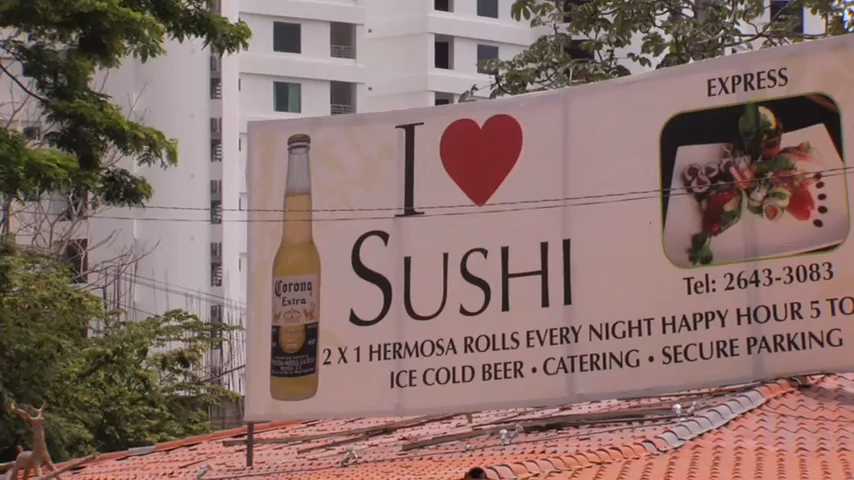 EXPRESS
I ♥
SUSHI
Corona
Extra
Tel: 2643-3083
2 X 1 HERMOSA ROLLS EVERY NIGHT HAPPY HOUR 5 TO
ICE COLD BEER • CATERING • SECURE PARKING